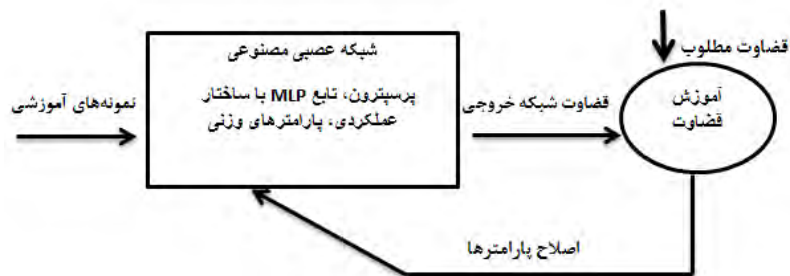 شبکه عصبی مصنوعی
پرسپترون، تابع MLP با ساختار
عملکردی، پارامترهای وزنی
نمونه‌های آموزشی
قضاوت شبکه خروجی
قضاوت مطلوب
آموزش
قضاوت
اصلاح پارامترها